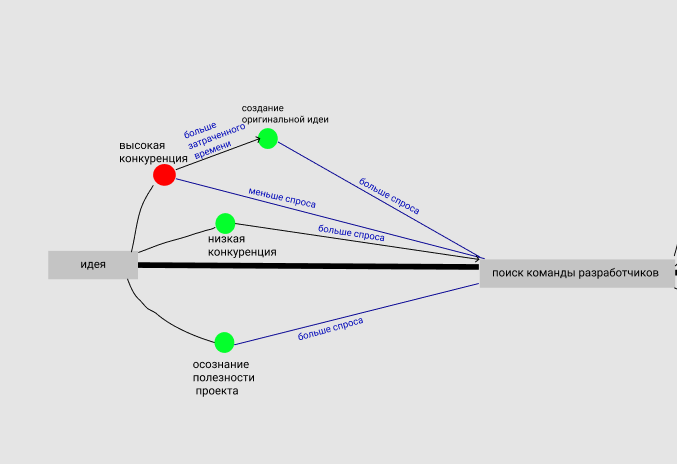 создание
оригинальной идеи
больше
затраченного
времени
высокая
конкуренция
больше спроса
меньше спроса
больше спроса
низкая
конкуренция
идея
поиск команды разработчиков
больше спроса
осознание
полезности
проекта